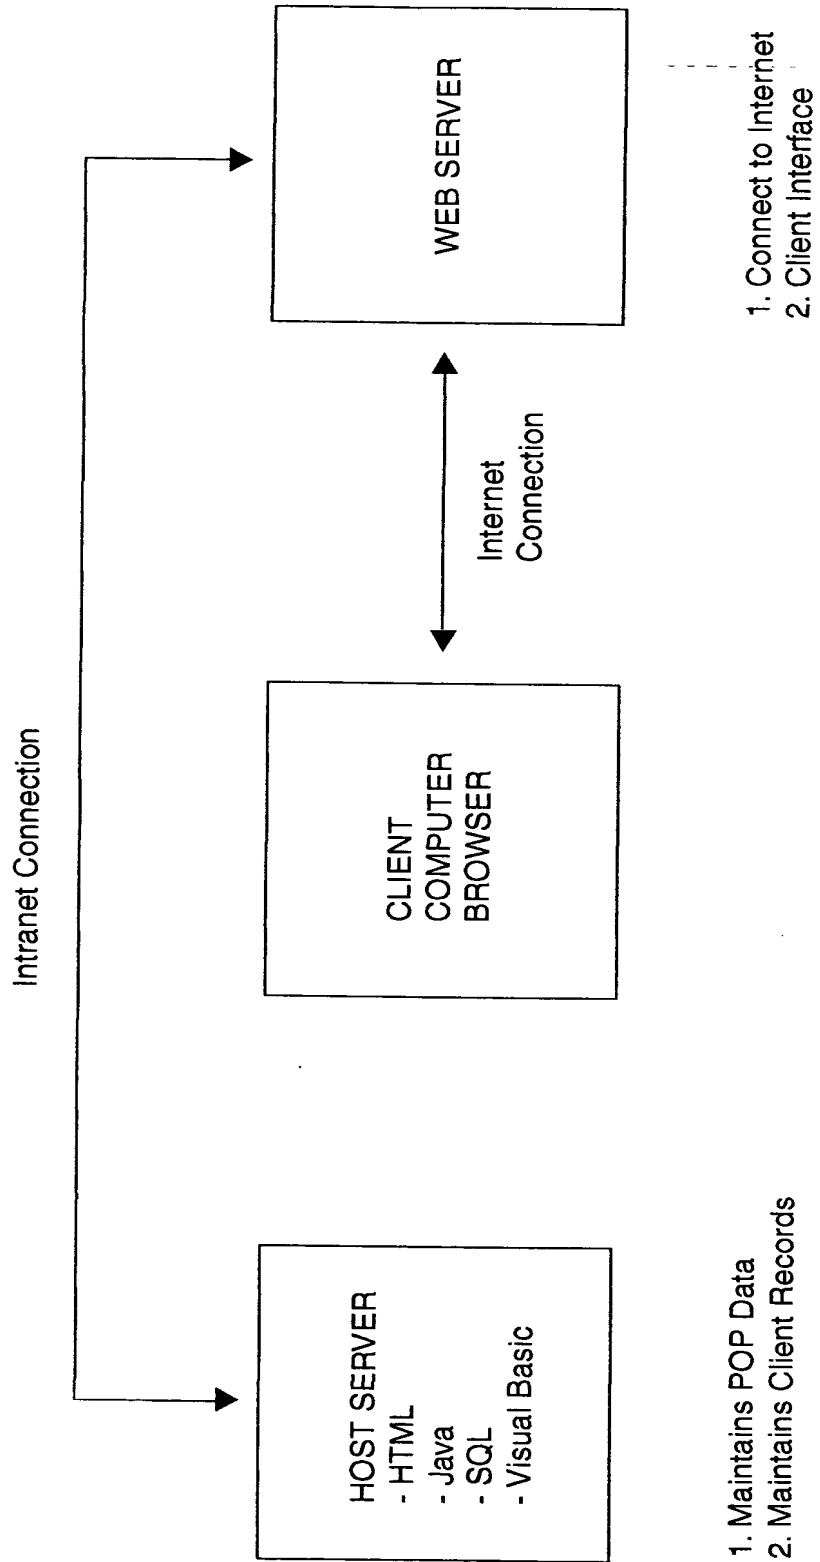 Intranet Connection
HOST SERVER
- HTML
- Java
- SQL
- Visual Basic
CLIENT
COMPUTER
BROWSER
Internet
Connection
WEB SERVER
1. Maintains POP Data
2. Maintains Client Records
1. Connect to Internet
2. Client Interface